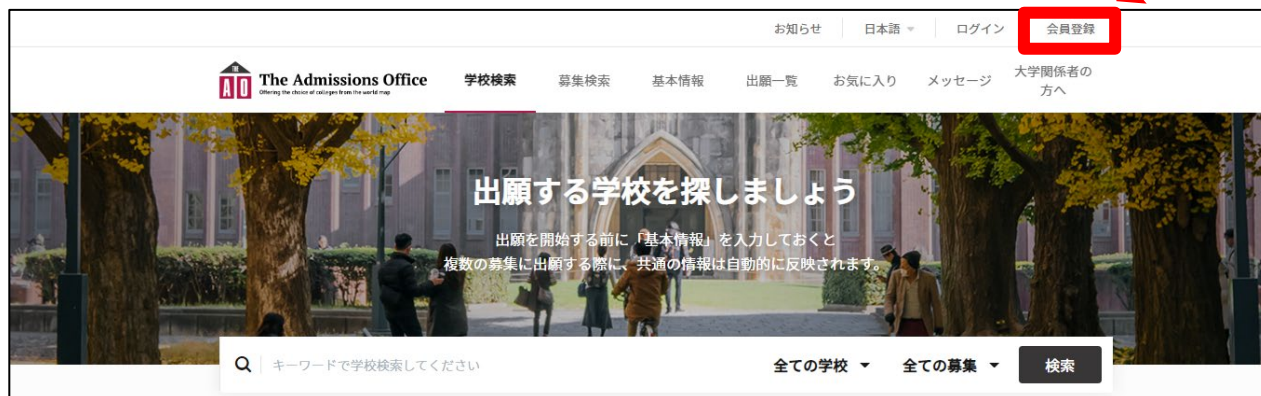 お知らせ 日本語 ログイン 会員登録
THE
AO
The Admissions Office
Offering the choice of colleges from the world map
学校検索 募集検索 基本情報 出願一覧 お気に入り メッセージ 大学関係者の
方へ
出願する学校を探しましょう
出願を開始する前に「基本情報」を入力しておくと
複数の募集に出願する際に、共通の情報は自動的に反映されます。
キーワードで学校検索してください 全ての学校 全ての募集 検索